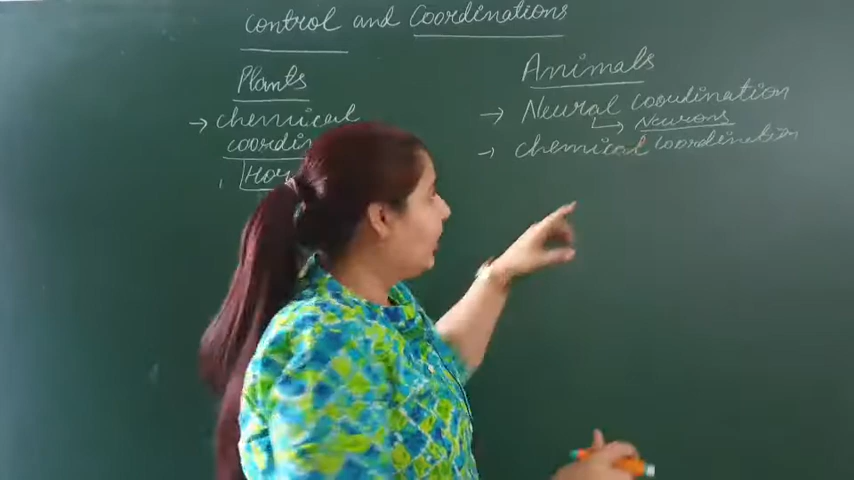 Control and Coordinations
Plants
→ chemical
coordin
Hor
Animals
→ Neural coordination
↳ Neurons
→ chemical coordination